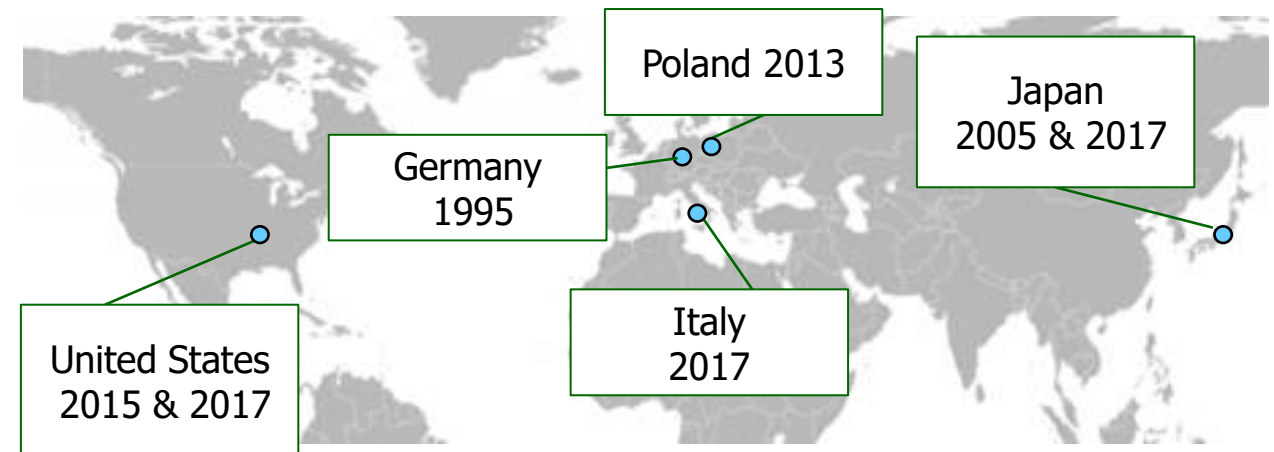 Poland 2013
Japan
2005 & 2017
Germany
1995
Italy
2017
United States
2015 & 2017